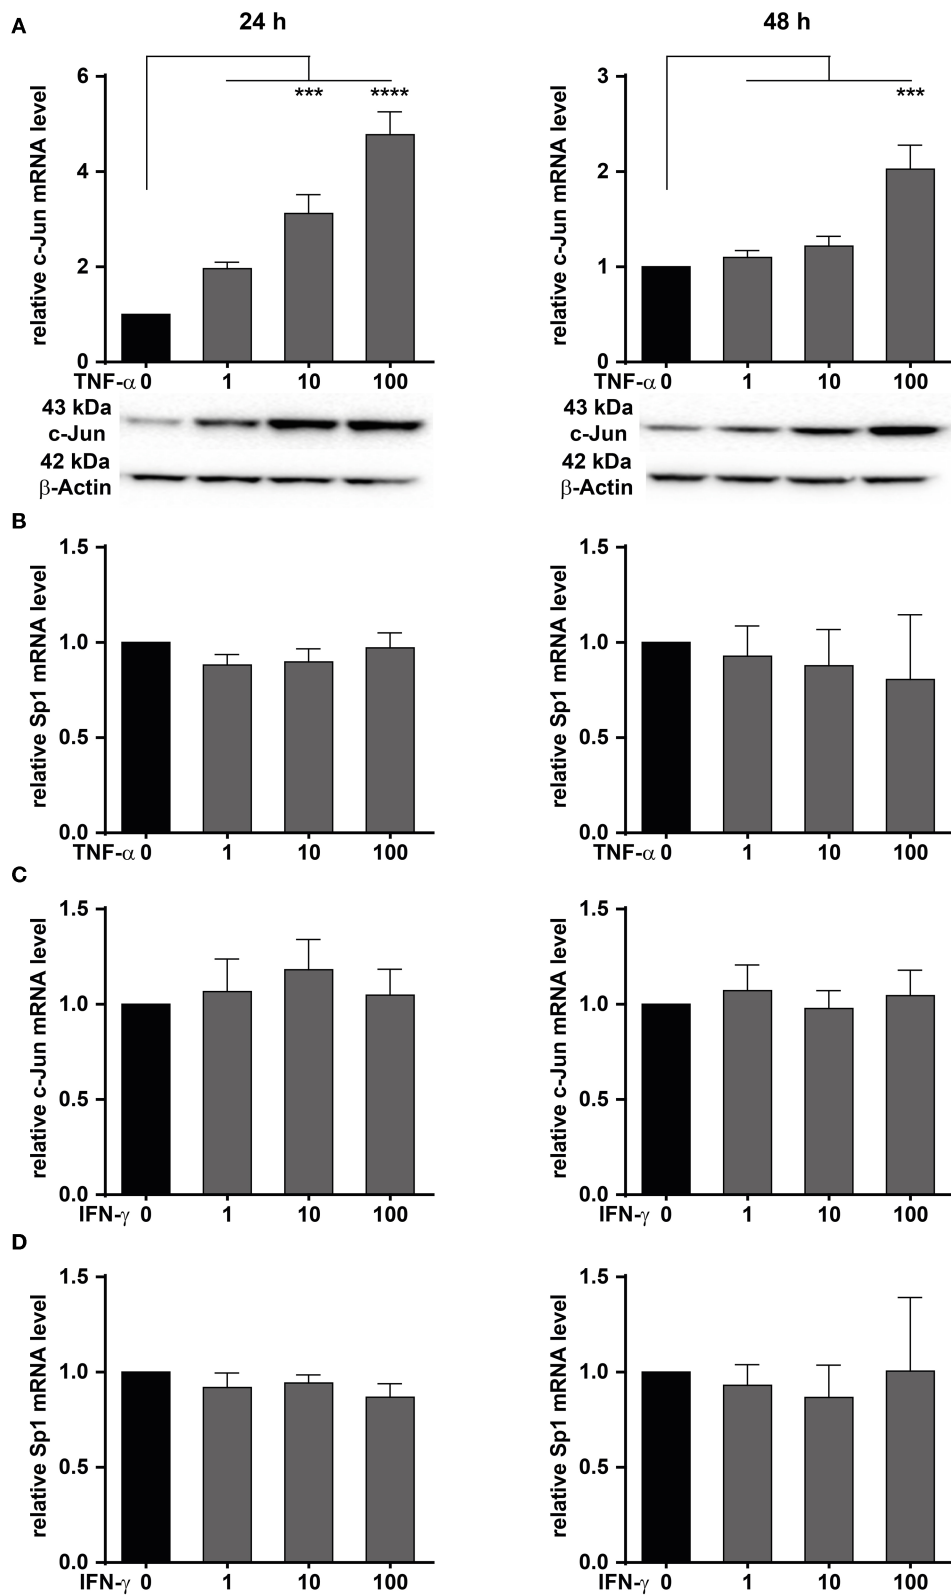 A
24 h
48 h
relative c-Jun mRNA level
6
4
2
0
*** ****
TNF-α 0 1 10 100
43 kDa
c-Jun
42 kDa
β-Actin
relative c-Jun mRNA level
3
2
1
0
***
TNF-α 0 1 10 100
43 kDa
c-Jun
42 kDa
β-Actin
B
relative Sp1 mRNA level
1.5
1.0
0.5
0.0
TNF-α 0 1 10 100
relative Sp1 mRNA level
1.5
1.0
0.5
0.0
TNF-α 0 1 10 100
C
relative c-Jun mRNA level
1.5
1.0
0.5
0.0
IFN-γ 0 1 10 100
relative c-Jun mRNA level
1.5
1.0
0.5
0.0
IFN-γ 0 1 10 100
D
relative Sp1 mRNA level
1.5
1.0
0.5
0.0
IFN-γ 0 1 10 100
relative Sp1 mRNA level
1.5
1.0
0.5
0.0
IFN-γ 0 1 10 100